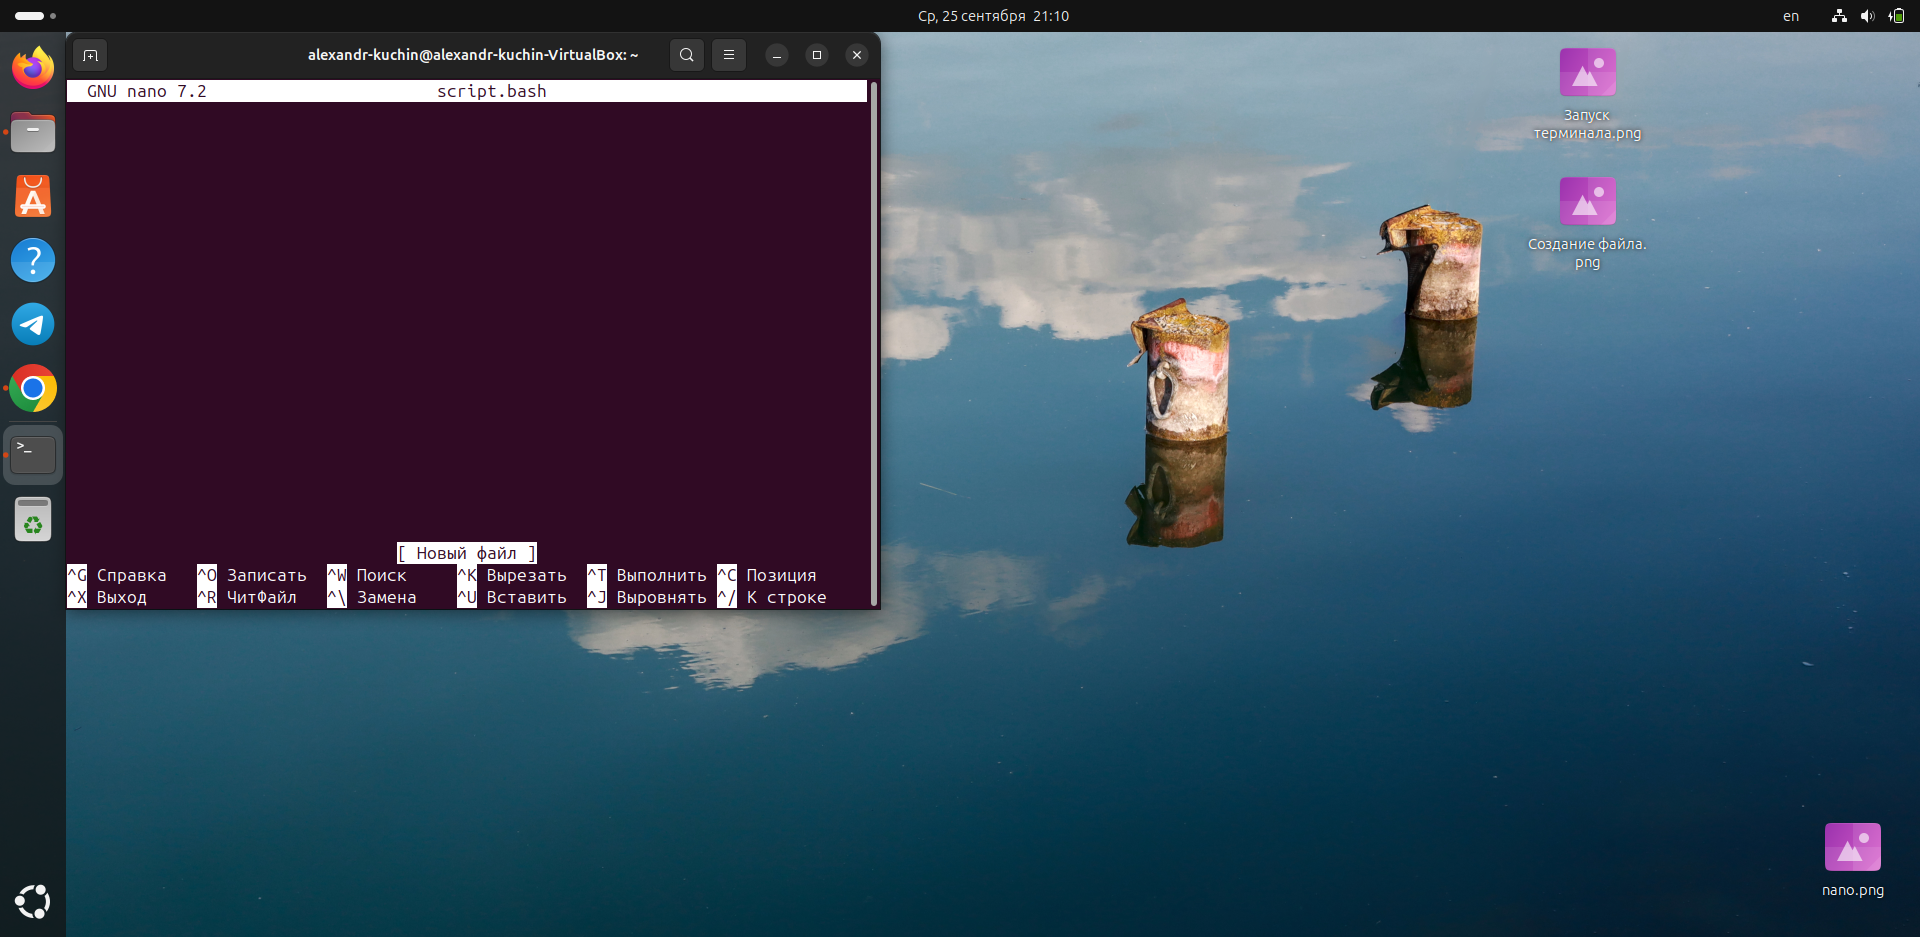 Ср, 25 сентября 21:10
en
alexandr-kuchin@alexandr-kuchin-VirtualBox: ~
GNU nano 7.2 script.bash
[ Новый файл ]
^G Справка ^O Записать ^W Поиск ^K Вырезать ^T Выполнить ^C Позиция
^X Выход ^R ЧитФайл ^\ Замена ^U Вставить ^J Выровнять ^/ К строке
Запуск
терминала.png
Создание файла.
png
nano.png